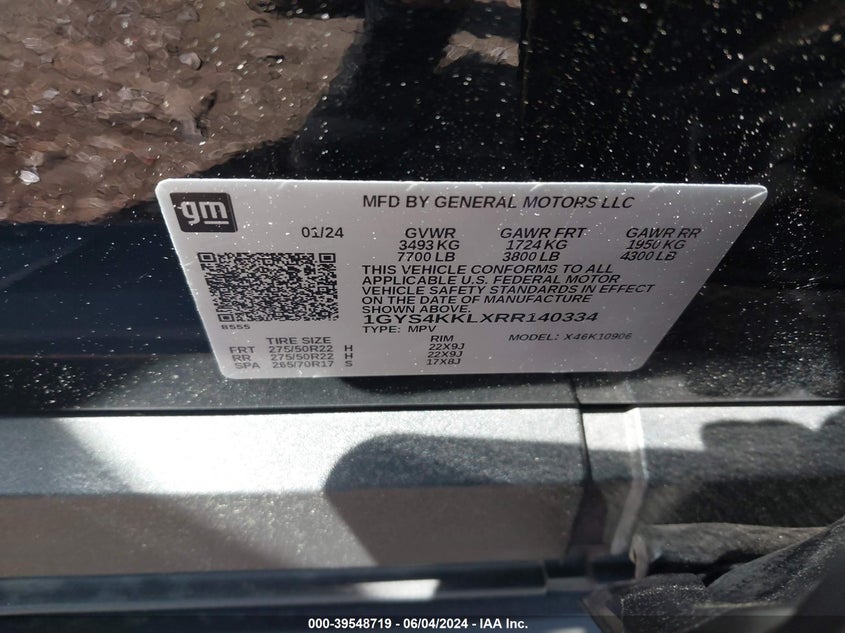 gm
MFD BY GENERAL MOTORS LLC
01/24 GVWR GAWR FRT GAWR RR
3493 KG 1724 KG 1950 KG
7700 LB 3800 LB 4300 LB
THIS VEHICLE CONFORMS TO ALL
APPLICABLE U.S. FEDERAL MOTOR
VEHICLE SAFETY STANDARDS IN EFFECT
ON THE DATE OF MANUFACTURE
SHOWN ABOVE.
1GYS4KKLXRR140334
8555
TYPE: MPV MODEL: X46K10906
TIRE SIZE RIM
FRT 275/50R22 H 22X9J
RR 275/50R22 H 22X9J
SPA 265/70R17 S 17X8J
000-39548719 - 06/04/2024 - IAA Inc.